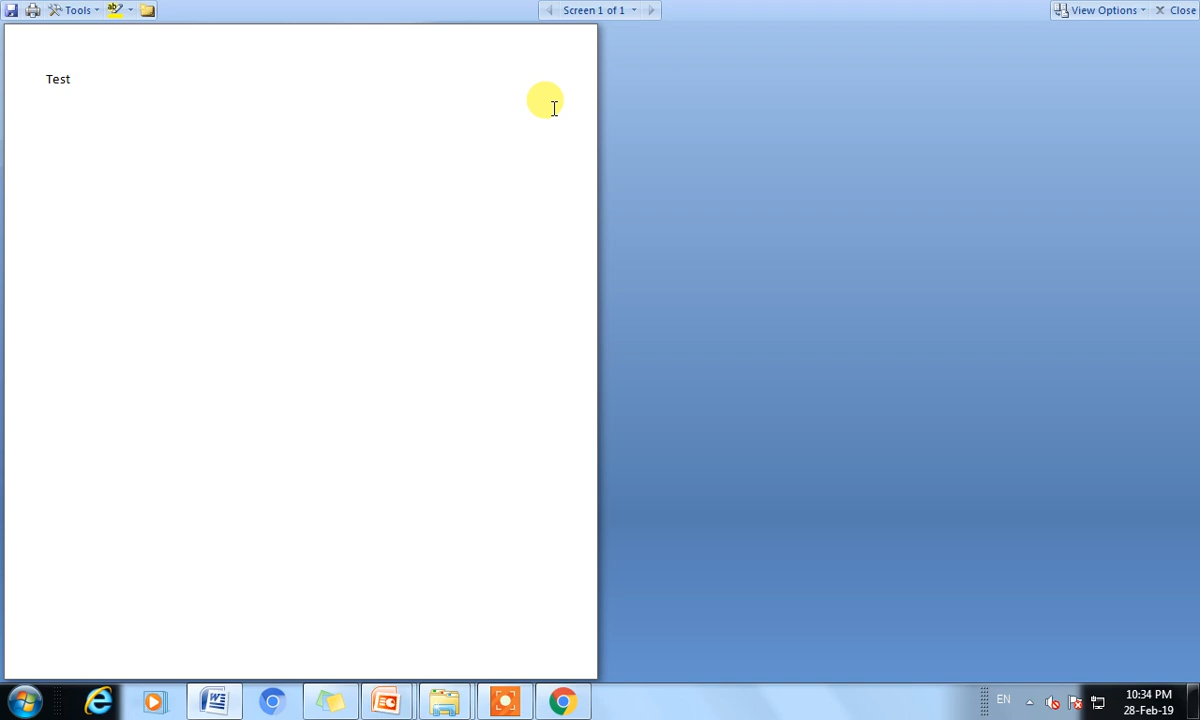 Tools
Screen 1 of 1
View Options
Close
Test
EN
10:34 PM
28-Feb-19